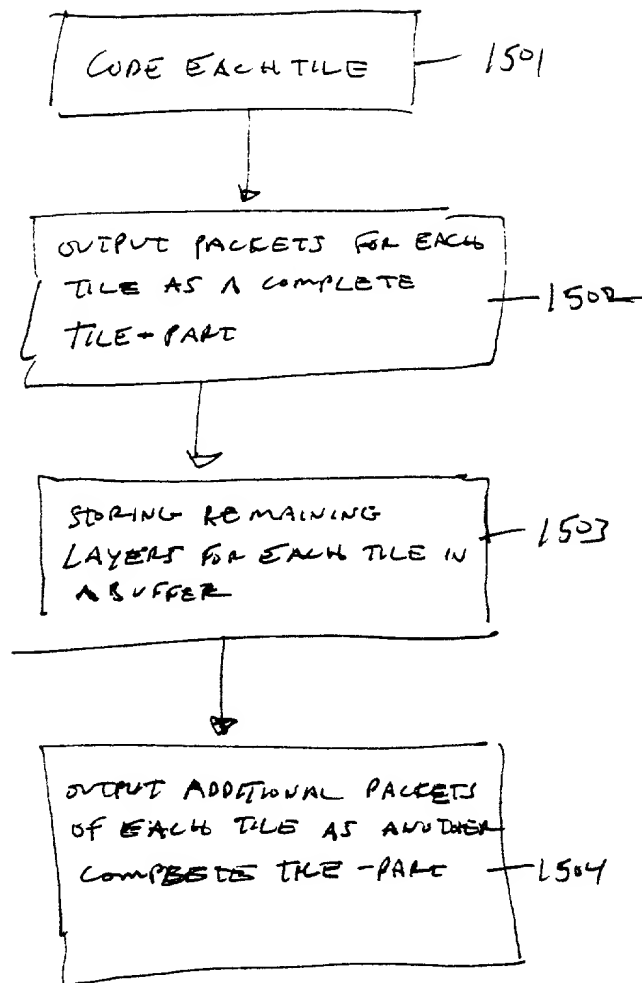 CODE EACH TILE
1501
OUTPUT PACKETS FOR EACH
TILE AS A COMPLETE
TILE-PART
1502
STORING REMAINING
LAYERS FOR EACH TILE IN
A BUFFER
1503
OUTPUT ADDITIONAL PACKETS
OF EACH TILE AS ANOTHER
COMPLETE TILE-PART
1504